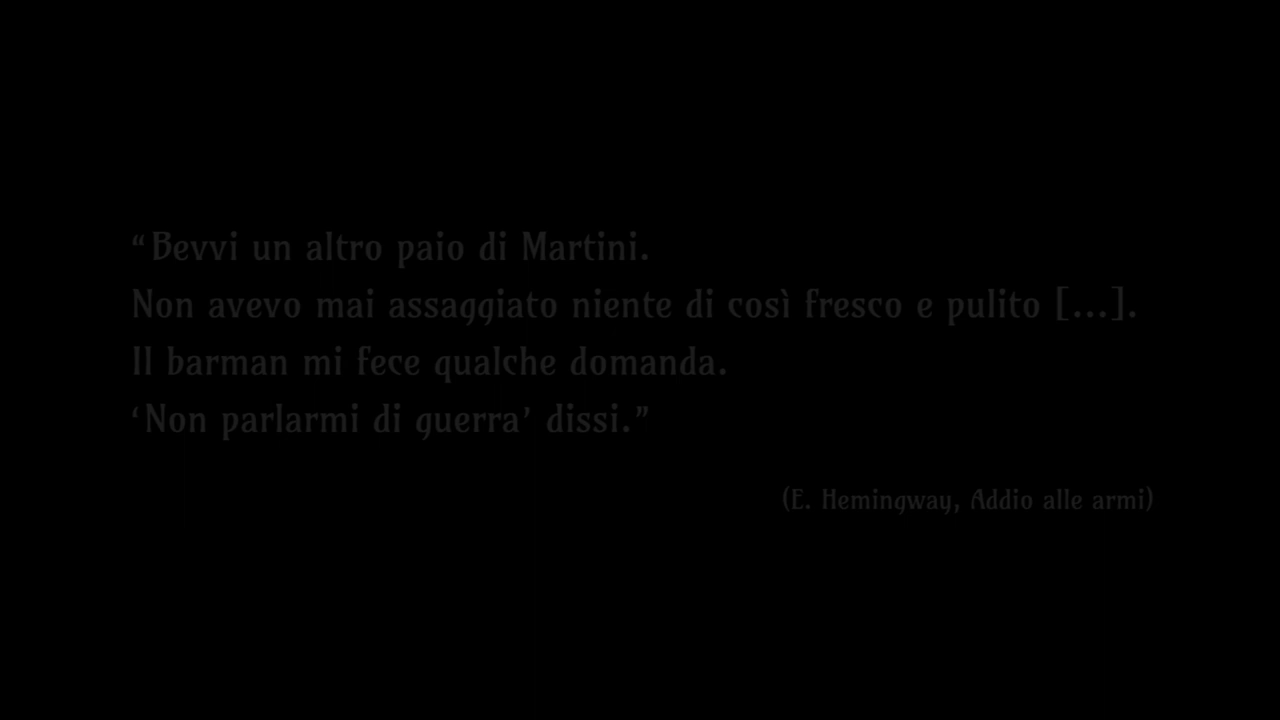 “Bevvi un altro paio di Martini.
Non avevo mai assaggiato niente di così fresco e pulito [...].
Il barman mi fece qualche domanda.
‘Non parlarmi di guerra’ dissi.”
(E. Hemingway, Addio alle armi)